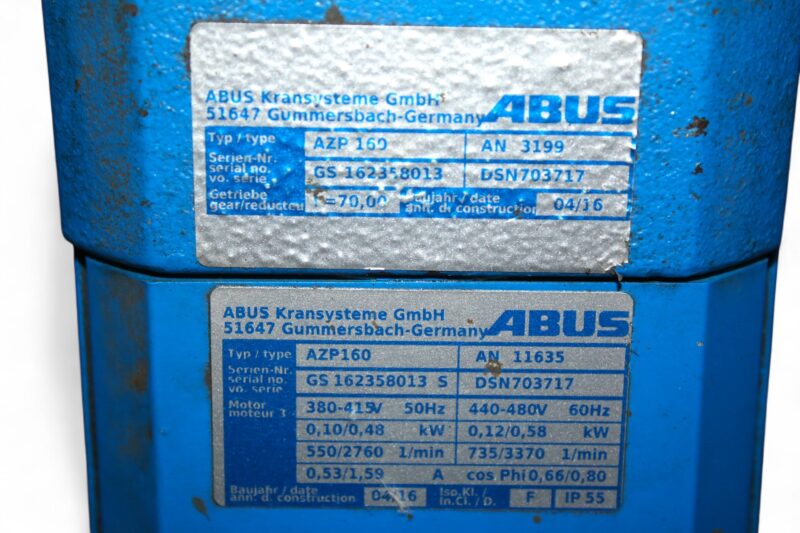 ABUS Kransysteme GmbH
51647 Gummersbach-Germany ABUS
Typ / type AZP 160 AN 3199
Serien-Nr.
serial no. GS 162358013 DSN703717
vo. serie
Getriebe Baujahr / date
gear/reducteu i=70,00 ann. d. construction 04/16
ABUS Kransysteme GmbH
51647 Gummersbach-Germany ABUS
Typ / type AZP160 AN 11635
Serien-Nr.
serial no. GS 162358013 S DSN703717
vo. serie
Motor 380-415V 50Hz 440-480V 60Hz
moteur 3
0,10/0,48 kW 0,12/0,58 kW
550/2760 1/min 735/3370 1/min
0,53/1,59 A cos Phi 0,66/0,80
Baujahr / date Iso.Kl. /
ann. d. construction 04/16 In.Cl. / D. F IP 55